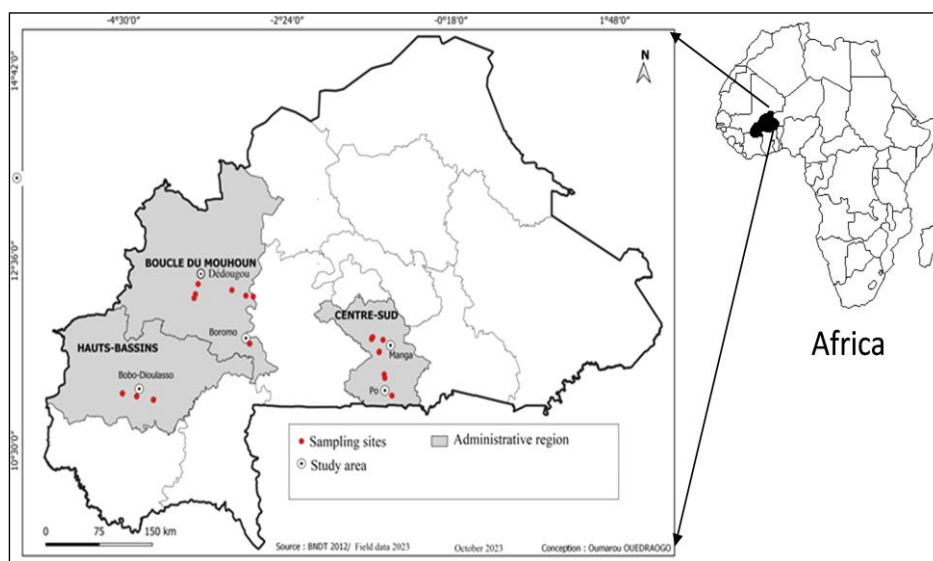 -4°30'0" -2°24'0" -0°18'0" 1°48'0"
14°42'0"
N
12°36'0"
BOUCLE DU MOUHOUN
Dédougou
Boromo
HAUTS-BASSINS
Bobo-Dioulasso
CENTRE-SUD
Manga
Po
10°30'0"
Sampling sites
Administrative region
Study area
0 75 150 km
Source : BNDT 2012/ Field data 2023 October 2023 Conception : Oumarou OUEDRAOGO
Africa